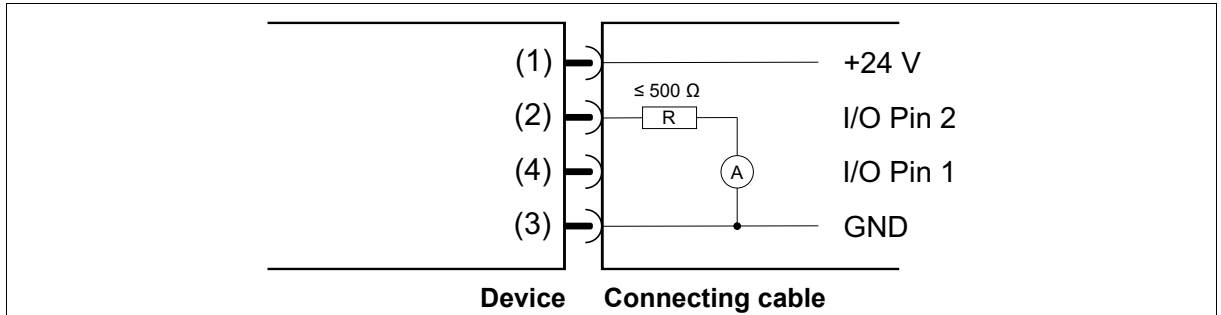 (1) +24 V
≤ 500 Ω
(2) R I/O Pin 2
(4) A I/O Pin 1
(3) GND
Device Connecting cable